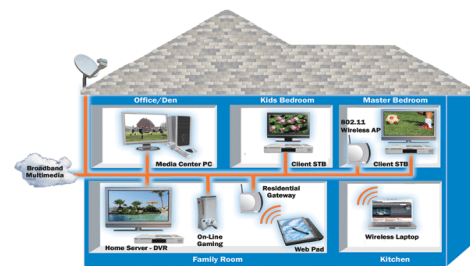 Office/Den
Kids Bedroom
Master Bedroom
802.11
Wireless AP
Media Center PC
Client STB
Client STB
Broadband
Multimedia
Residential
Gateway
On-Line
Gaming
Home Server - DVR
Web Pad
Wireless Laptop
Family Room
Kitchen